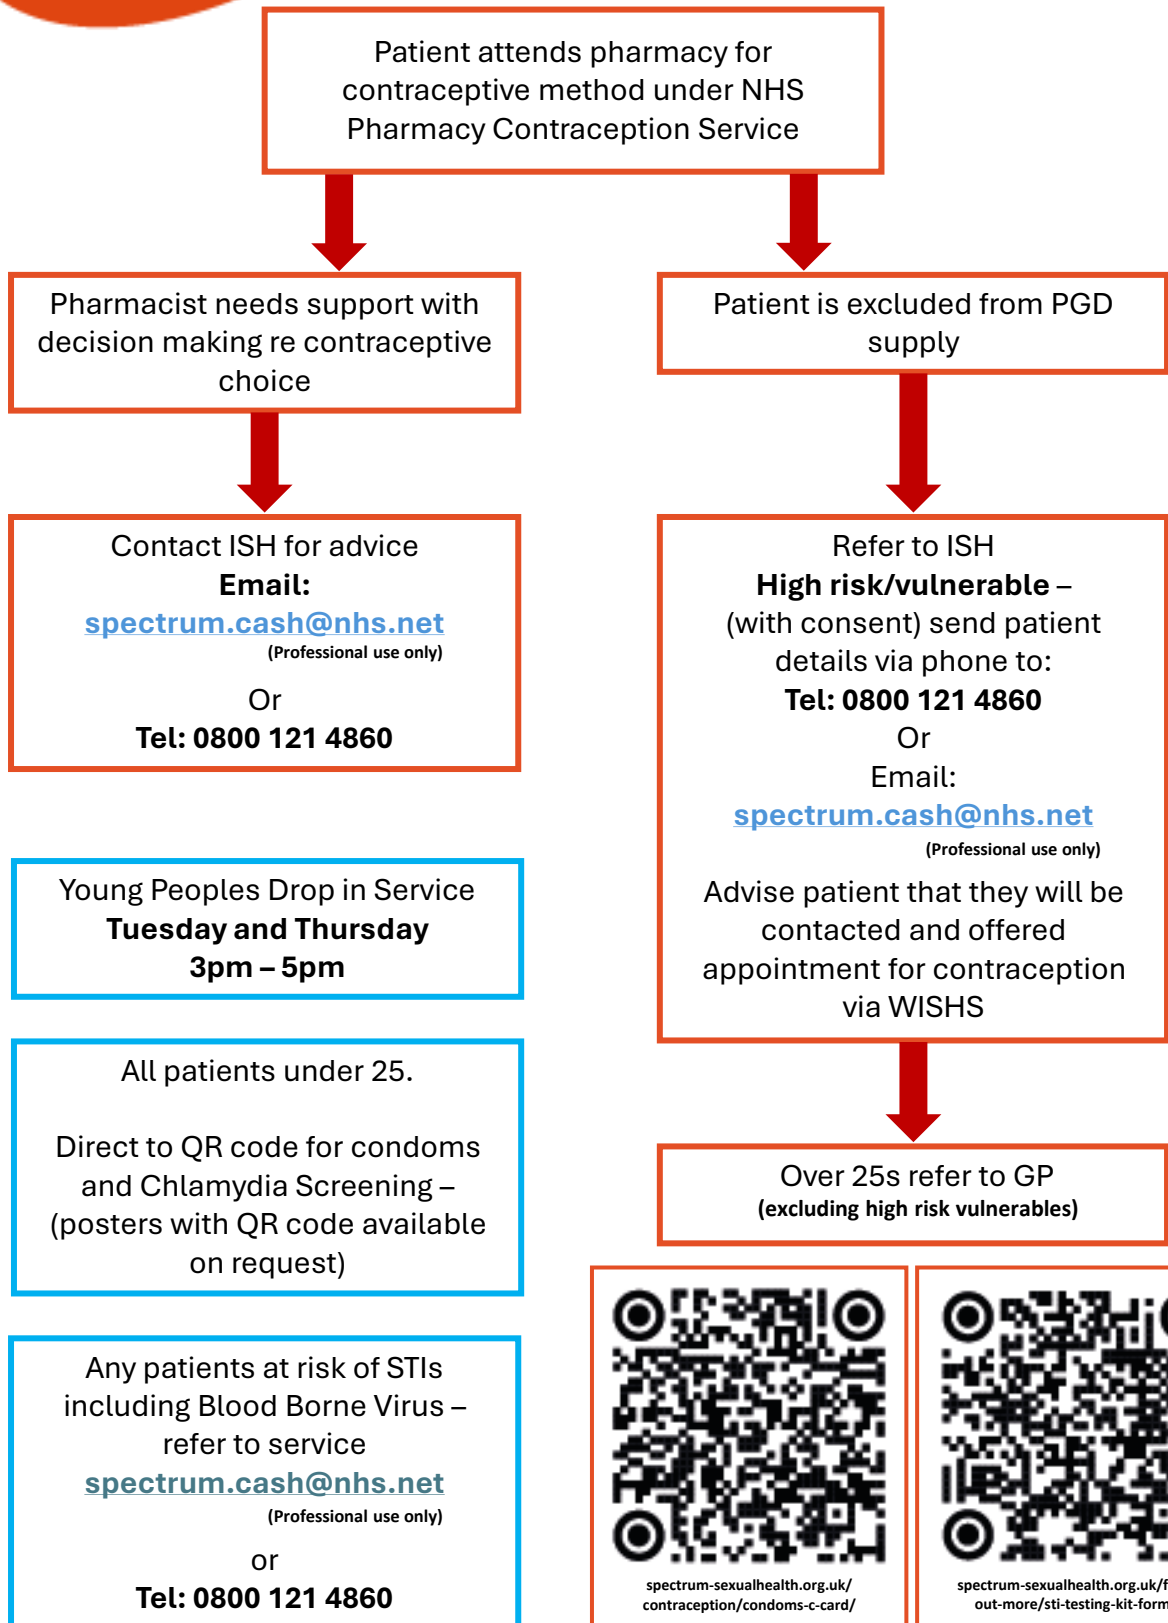 Patient attends pharmacy for
contraceptive method under NHS
Pharmacy Contraception Service
Pharmacist needs support with
decision making re contraceptive
choice
Patient is excluded from PGD
supply
Contact ISH for advice
Email:
spectrum.cash@nhs.net
(Professional use only)
Or
Tel: 0800 121 4860
Refer to ISH
High risk/vulnerable –
(with consent) send patient
details via phone to:
Tel: 0800 121 4860
Or
Email:
spectrum.cash@nhs.net
(Professional use only)
Advise patient that they will be
contacted and offered
appointment for contraception
via WISHS
Over 25s refer to GP
(excluding high risk vulnerables)
Young Peoples Drop in Service
Tuesday and Thursday
3pm – 5pm
All patients under 25.
Direct to QR code for condoms
and Chlamydia Screening –
(posters with QR code available
on request)
Any patients at risk of STIs
including Blood Borne Virus –
refer to service
spectrum.cash@nhs.net
(Professional use only)
or
Tel: 0800 121 4860
spectrum-sexualhealth.org.uk/
contraception/condoms-c-card/
spectrum-sexualhealth.org.uk/f
out-more/sti-testing-kit-form